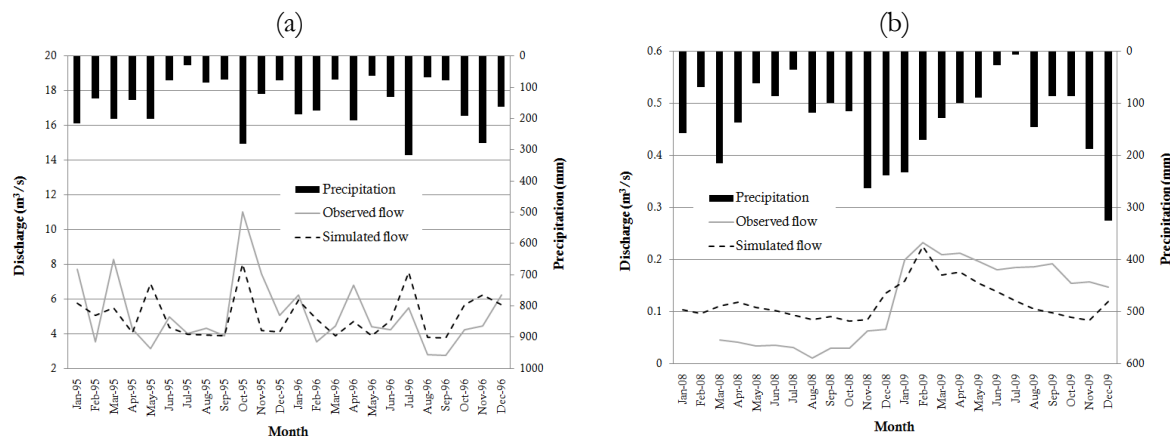 (a)
20
18
16
14
12
10
8
6
4
2
Discharge (m³/s)
0
100
200
300
400
500
600
700
800
900
1000
Precipitation (mm)
Precipitation
Observed flow
Simulated flow
Jan-95
Feb-95
Mar-95
Apr-95
May-95
Jun-95
Jul-95
Aug-95
Sep-95
Oct-95
Nov-95
Dec-95
Jan-96
Feb-96
Mar-96
Apr-96
May-96
Jun-96
Jul-96
Aug-96
Sep-96
Oct-96
Nov-96
Dec-96
Month
(b)
0.6
0.5
0.4
0.3
0.2
0.1
0
Discharge (m³/s)
0
100
200
300
400
500
600
Precipitation (mm)
Precipitation
Observed flow
Simulated flow
Jan-08
Feb-08
Mar-08
Apr-08
May-08
Jun-08
Jul-08
Aug-08
Sep-08
Oct-08
Nov-08
Dec-08
Jan-09
Feb-09
Mar-09
Apr-09
May-09
Jun-09
Jul-09
Aug-09
Sep-09
Oct-09
Nov-09
Dec-09
Month